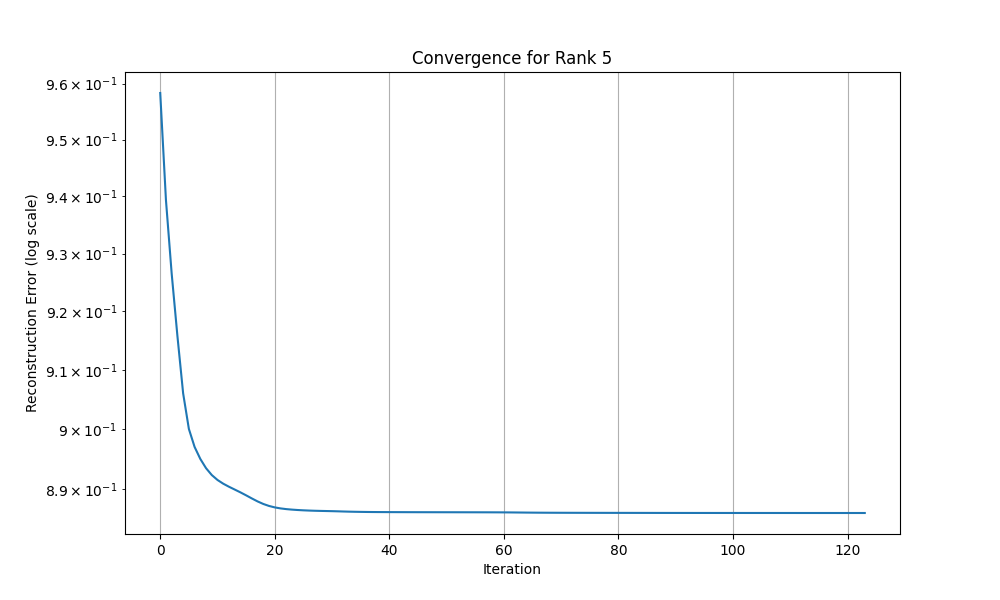 Convergence for Rank 5
Reconstruction Error (log scale)
9.6 × 10⁻¹
9.5 × 10⁻¹
9.4 × 10⁻¹
9.3 × 10⁻¹
9.2 × 10⁻¹
9.1 × 10⁻¹
9 × 10⁻¹
8.9 × 10⁻¹
0 20 40 60 80 100 120
Iteration